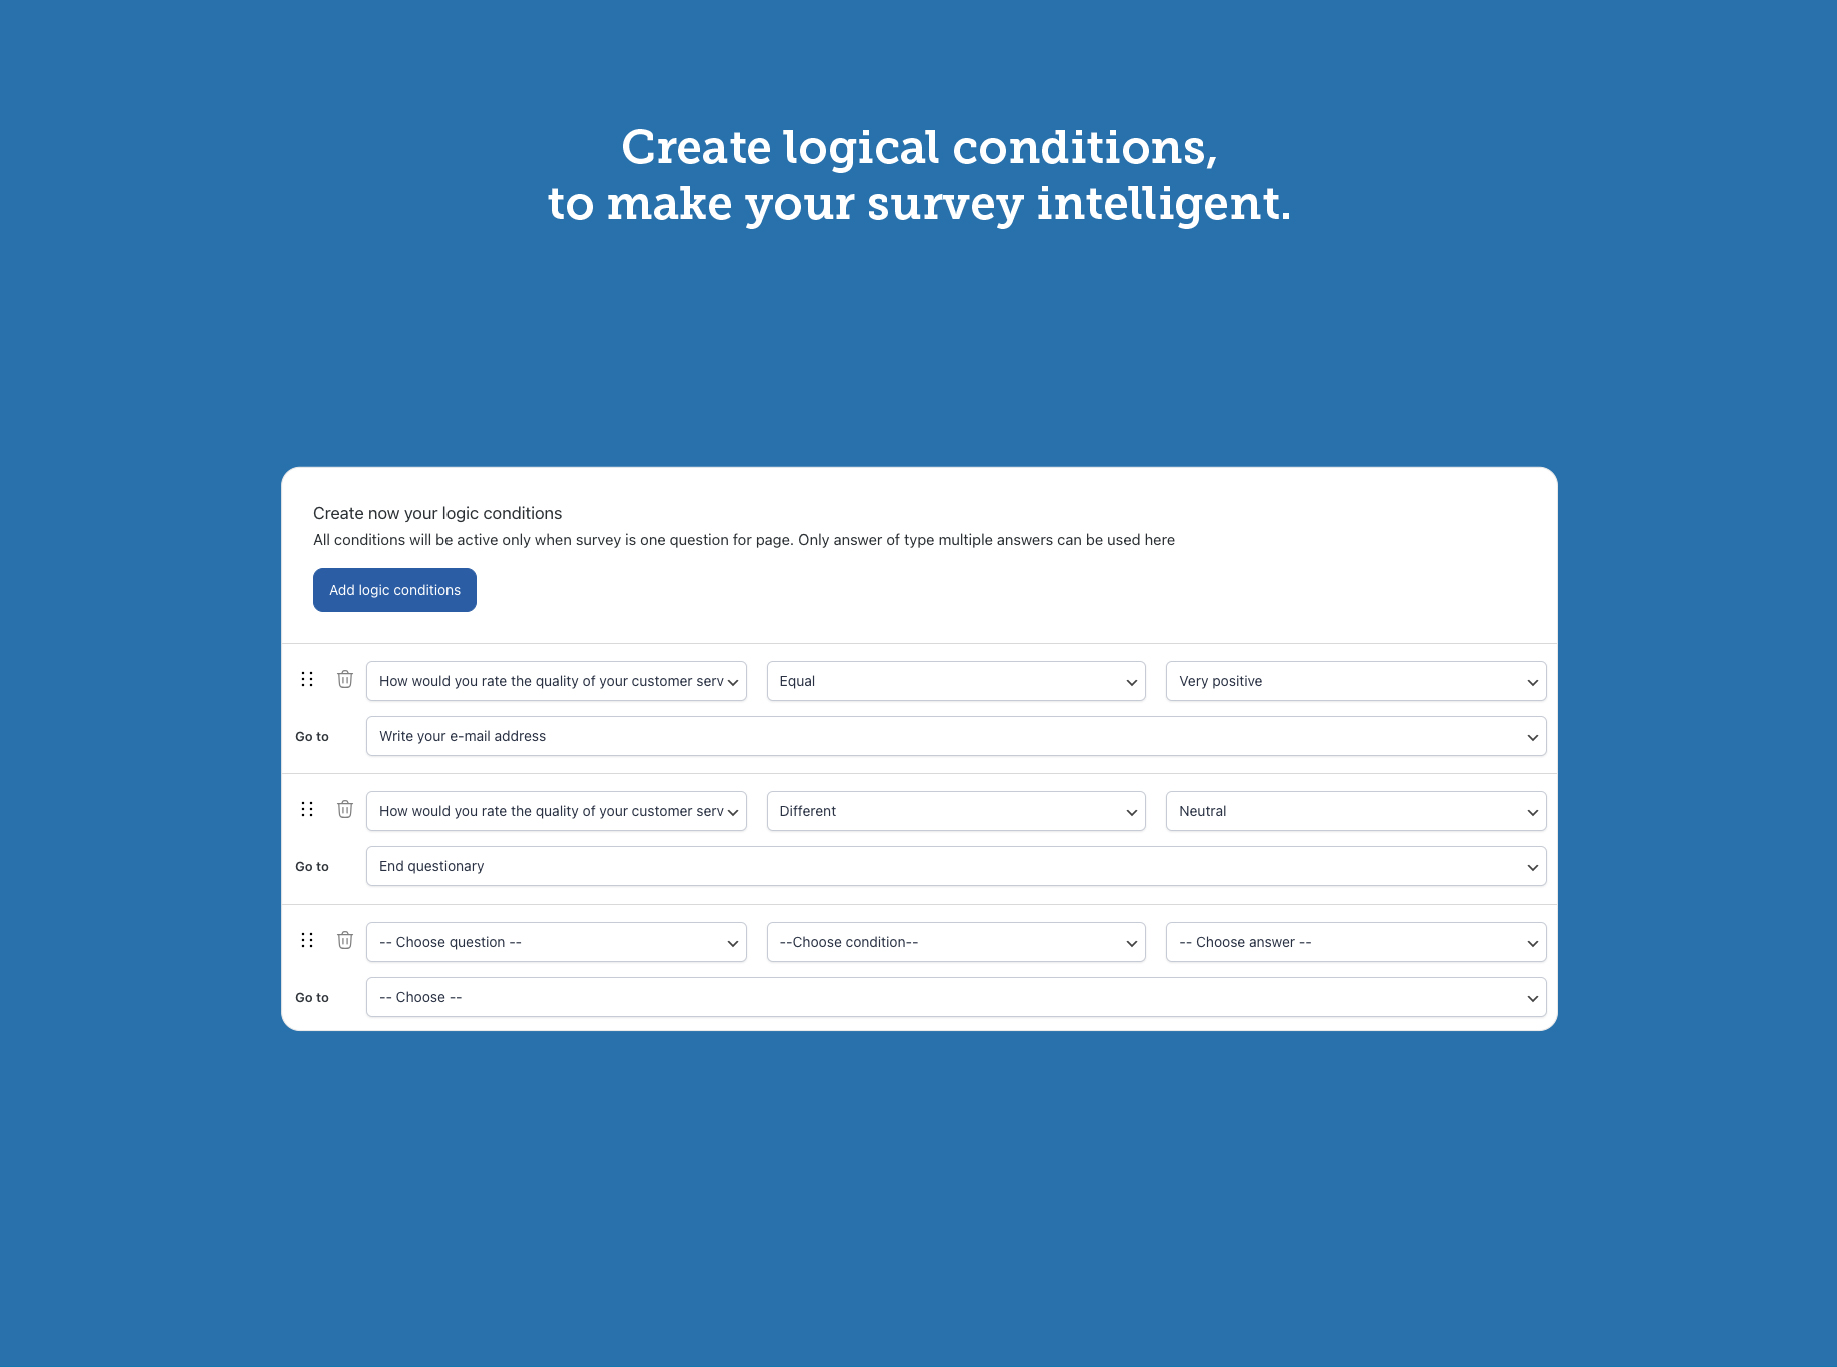 Create logical conditions,
to make your survey intelligent.
Create now your logic conditions
All conditions will be active only when survey is one question for page. Only answer of type multiple answers can be used here
Add logic conditions
How would you rate the quality of your customer serv
Equal
Very positive
Go to
Write your e-mail address
How would you rate the quality of your customer serv
Different
Neutral
Go to
End questionary
-- Choose question --
--Choose condition--
-- Choose answer --
Go to
-- Choose --